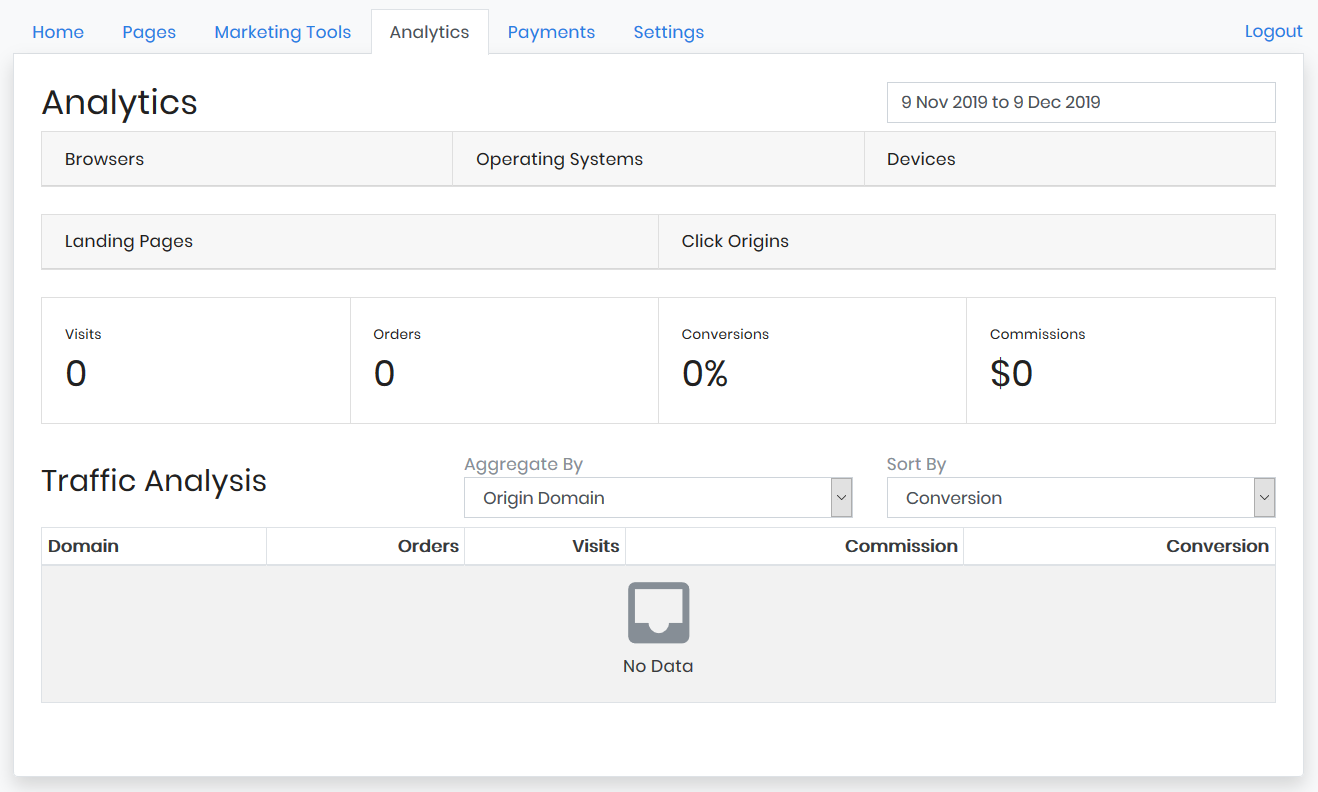 Home Pages Marketing Tools Analytics Payments Settings Logout
Analytics
9 Nov 2019 to 9 Dec 2019
Browsers Operating Systems Devices
Landing Pages Click Origins
Visits Orders Conversions Commissions
0 0 0% $0
Traffic Analysis
Aggregate By Sort By
Origin Domain Conversion
Domain Orders Visits Commission Conversion
No Data